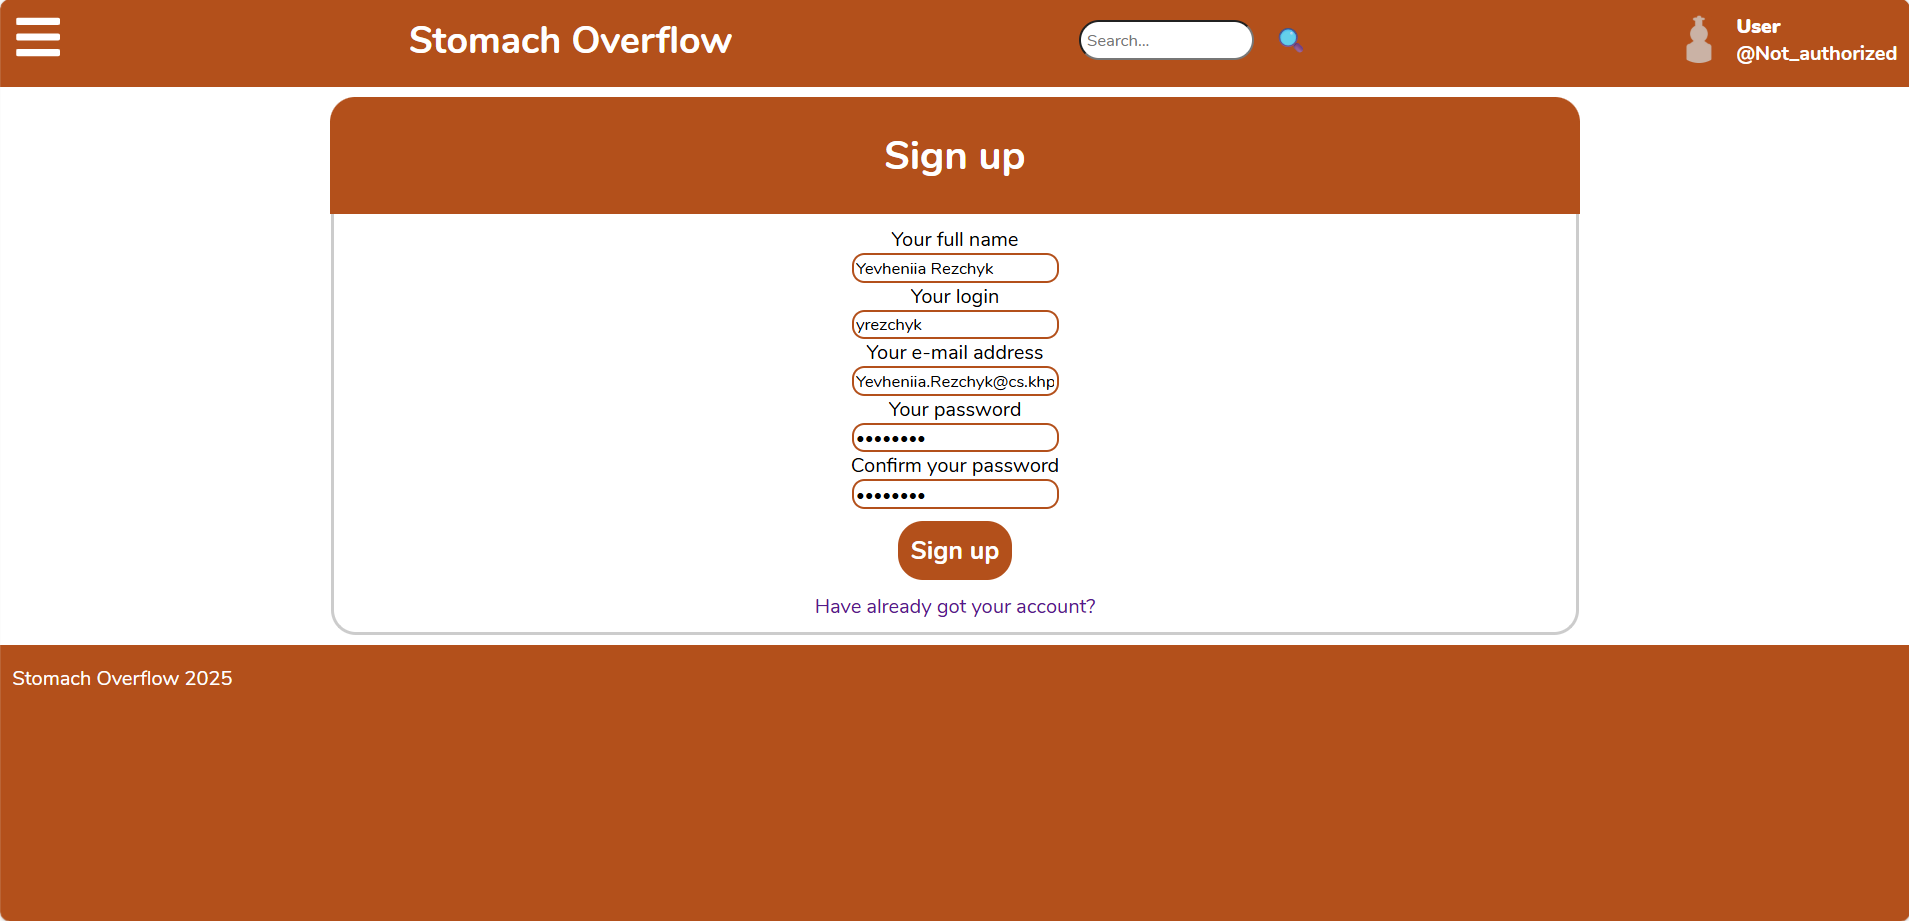 Stomach Overflow
Search...
User
@Not_authorized
Sign up
Your full name
Yevheniia Rezchyk
Your login
yrezchyk
Your e-mail address
Yevheniia.Rezchyk@cs.khp
Your password
••••••••
Confirm your password
••••••••
Sign up
Have already got your account?
Stomach Overflow 2025